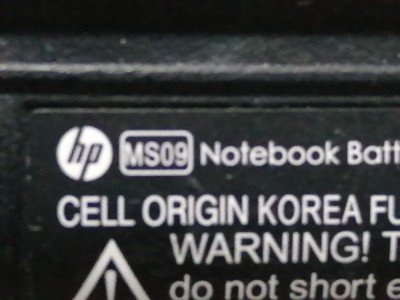 hp MS09 Notebook Batt
CELL ORIGIN KOREA FU
WARNING! T
do not short e